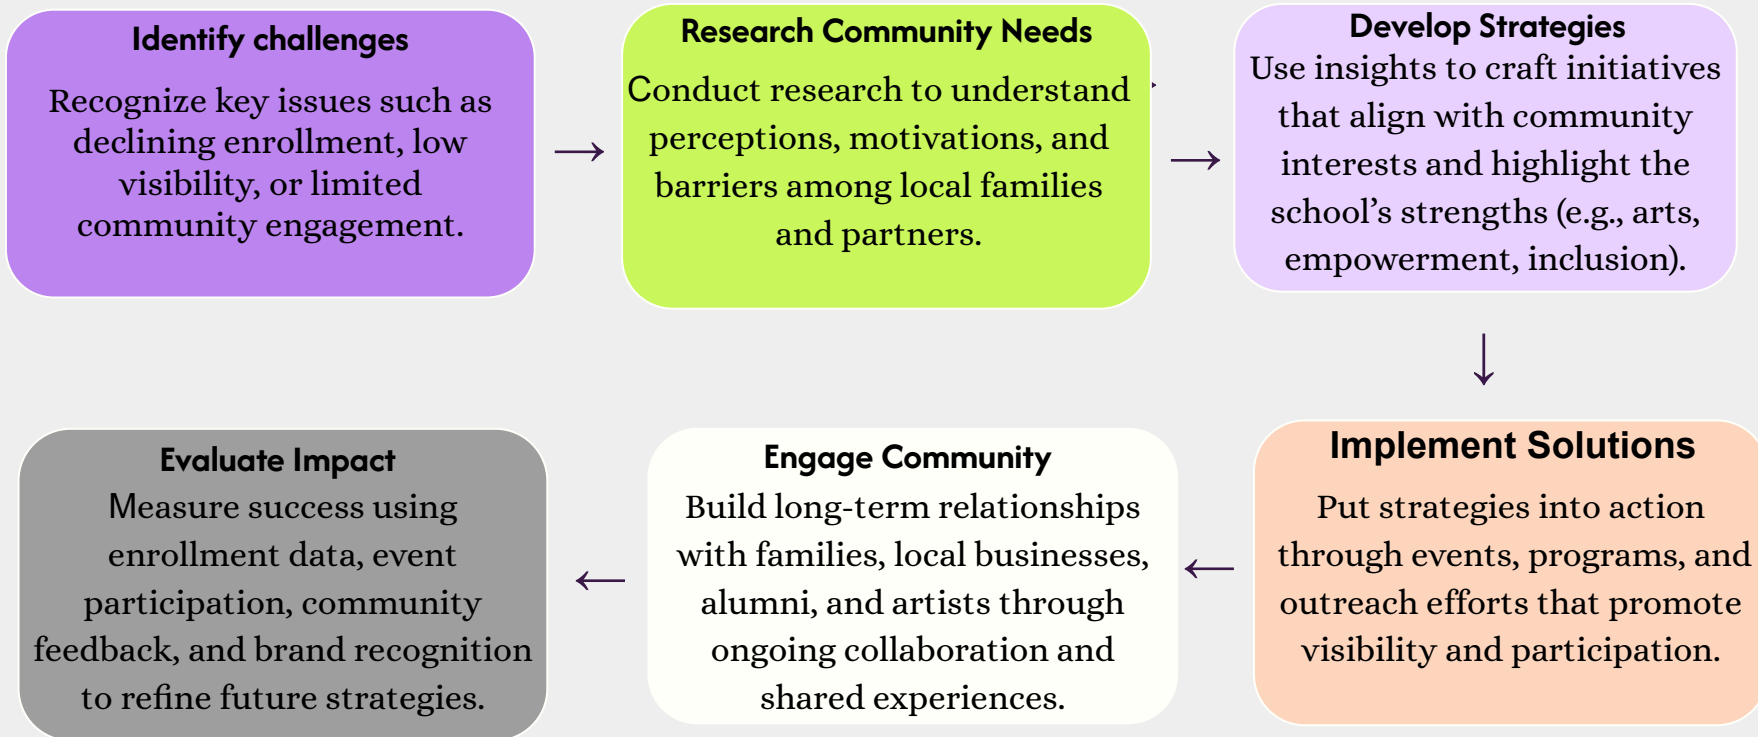 Identify challenges
Recognize key issues such as
declining enrollment, low
visibility, or limited
community engagement.
Research Community Needs
Conduct research to understand
perceptions, motivations, and
barriers among local families
and partners.
Develop Strategies
Use insights to craft initiatives
that align with community
interests and highlight the
school’s strengths (e.g., arts,
empowerment, inclusion).
Implement Solutions
Put strategies into action
through events, programs, and
outreach efforts that promote
visibility and participation.
Engage Community
Build long-term relationships
with families, local businesses,
alumni, and artists through
ongoing collaboration and
shared experiences.
Evaluate Impact
Measure success using
enrollment data, event
participation, community
feedback, and brand recognition
to refine future strategies.